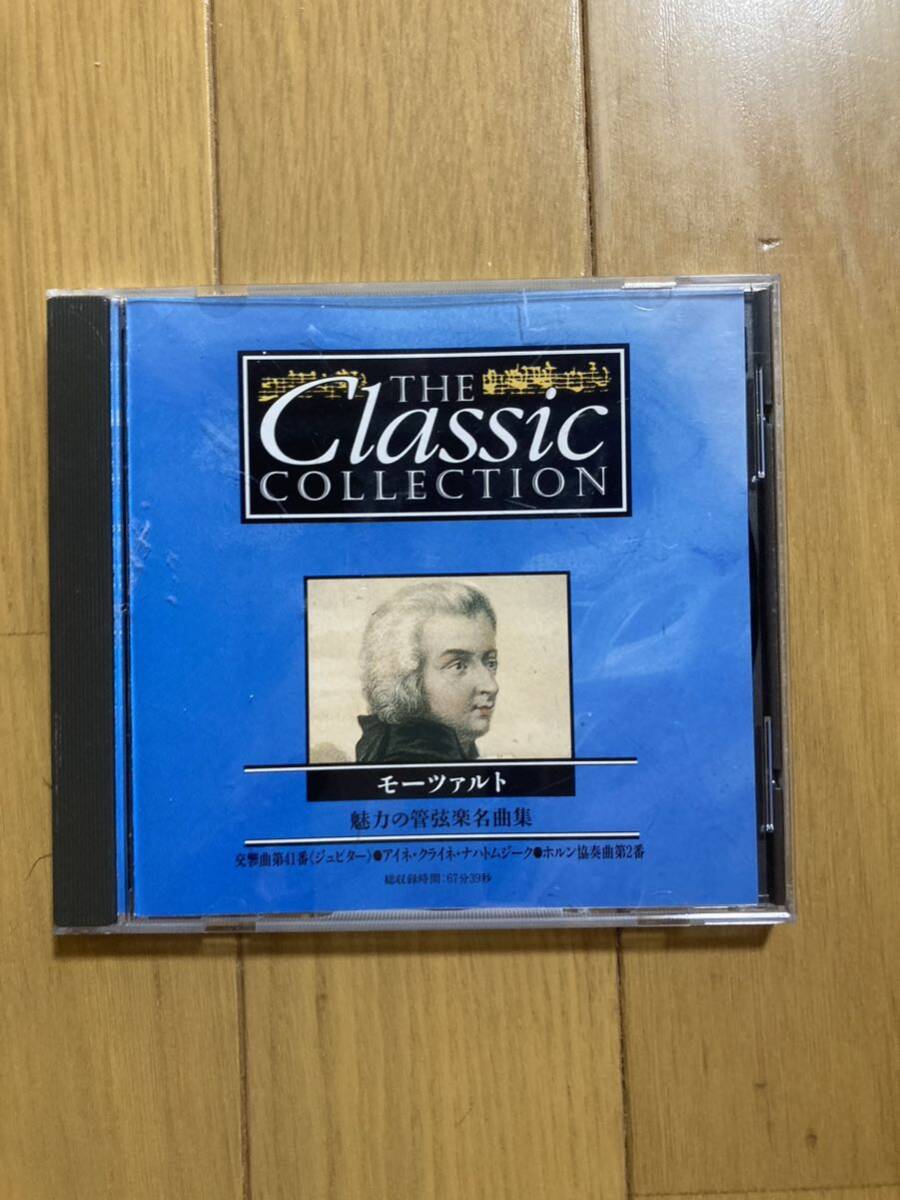 THE
Classic
COLLECTION
モーツァルト
魅力の管弦楽名曲集
交響曲第41番〈ジュピター〉●アイネ・クライネ・ナハトムジーク●ホルン協奏曲第2番
総収録時間:67分39秒